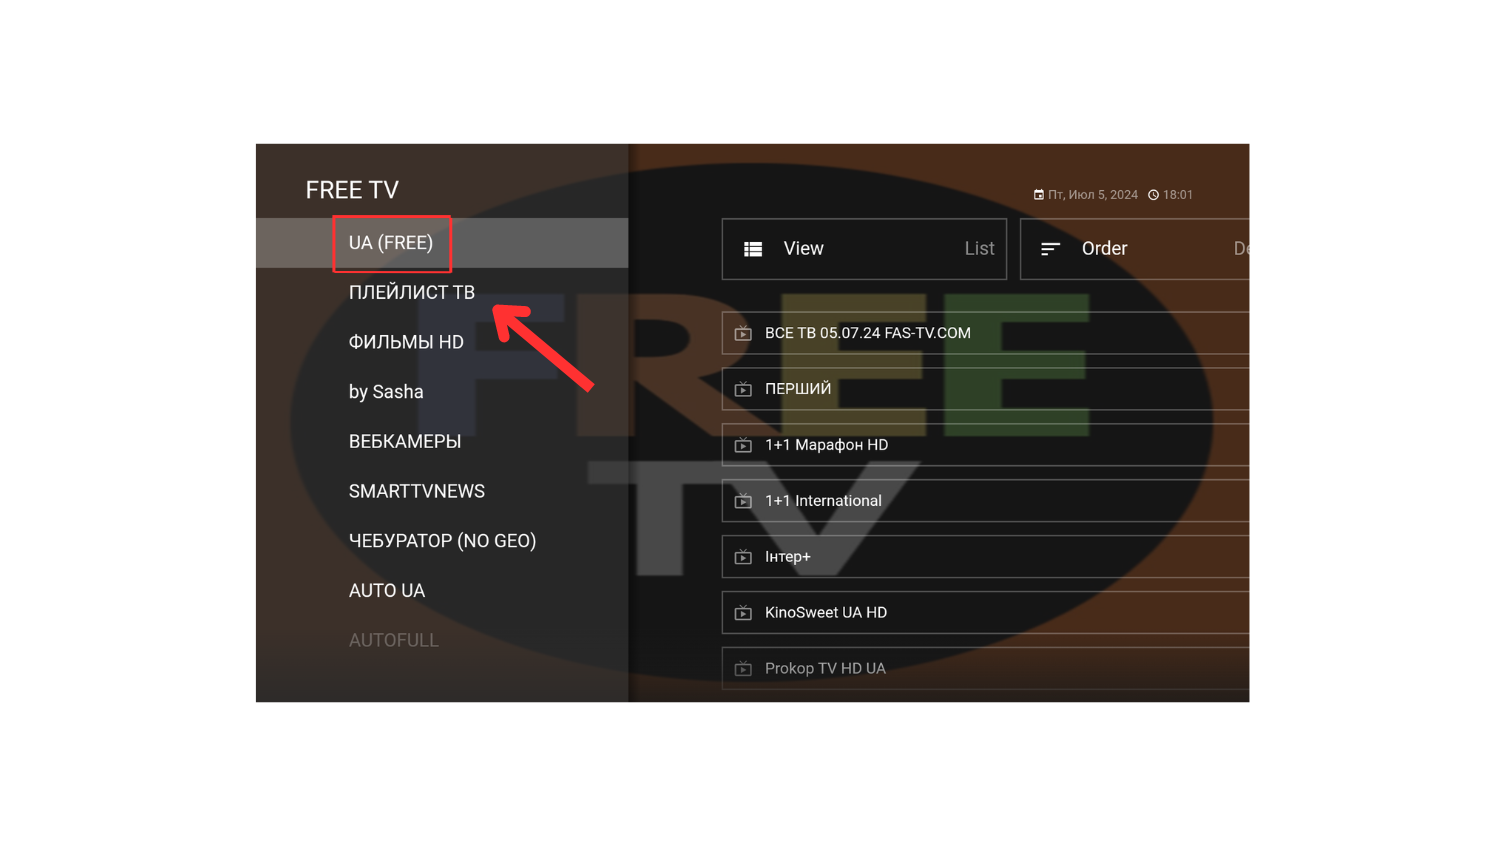 FREE TV
UA (FREE)
ПЛЕЙЛИСТ ТВ
ФИЛЬМЫ HD
by Sasha
ВЕБКАМЕРЫ
SMARTTVNEWS
ЧЕБУРАТОР (NO GEO)
AUTO UA
AUTOFULL
Пт, Июл 5, 2024 18:01
View List
Order De
ВСЕ ТВ 05.07.24 FAS-TV.COM
ПЕРШИЙ
1+1 Марафон HD
1+1 International
Інтер+
KinoSweet UA HD
Prokop TV HD UA
FREE
TV